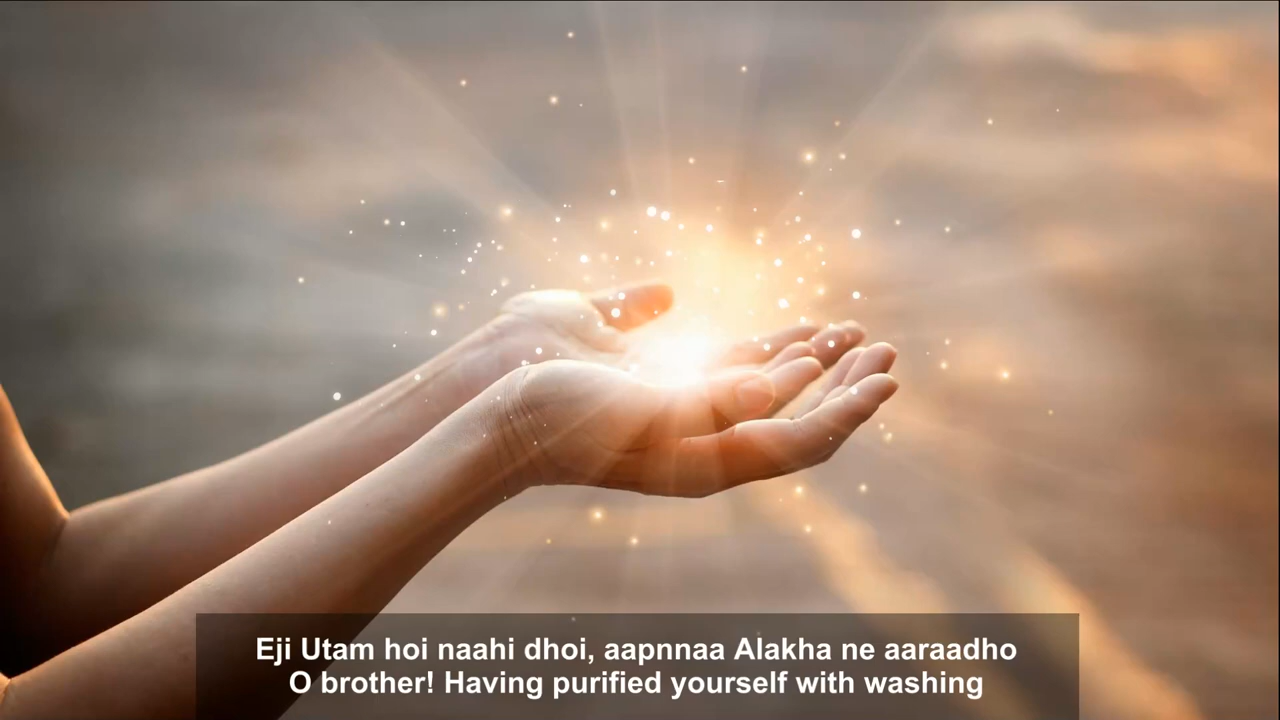 Eji Utam hoi naahi dhoi, aapnnaa Alakha ne aaraadho
O brother! Having purified yourself with washing